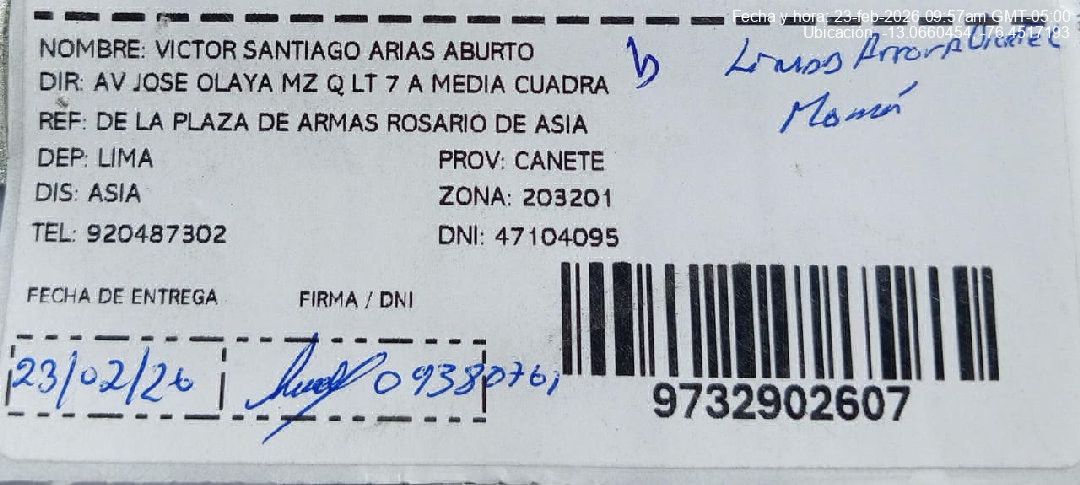 Fecha y hora: 23-feb-2026 09:57am GMT-05:00
Ubicación: -13.0660454,-76.4517193
NOMBRE: VICTOR SANTIAGO ARIAS ABURTO
DIR: AV JOSE OLAYA MZ Q LT 7 A MEDIA CUADRA
REF: DE LA PLAZA DE ARMAS ROSARIO DE ASIA
Mamá
DEP: LIMA PROV: CANETE
DIS: ASIA ZONA: 203201
TEL: 920487302 DNI: 47104095
FECHA DE ENTREGA FIRMA / DNI
23/02/26
9732902607